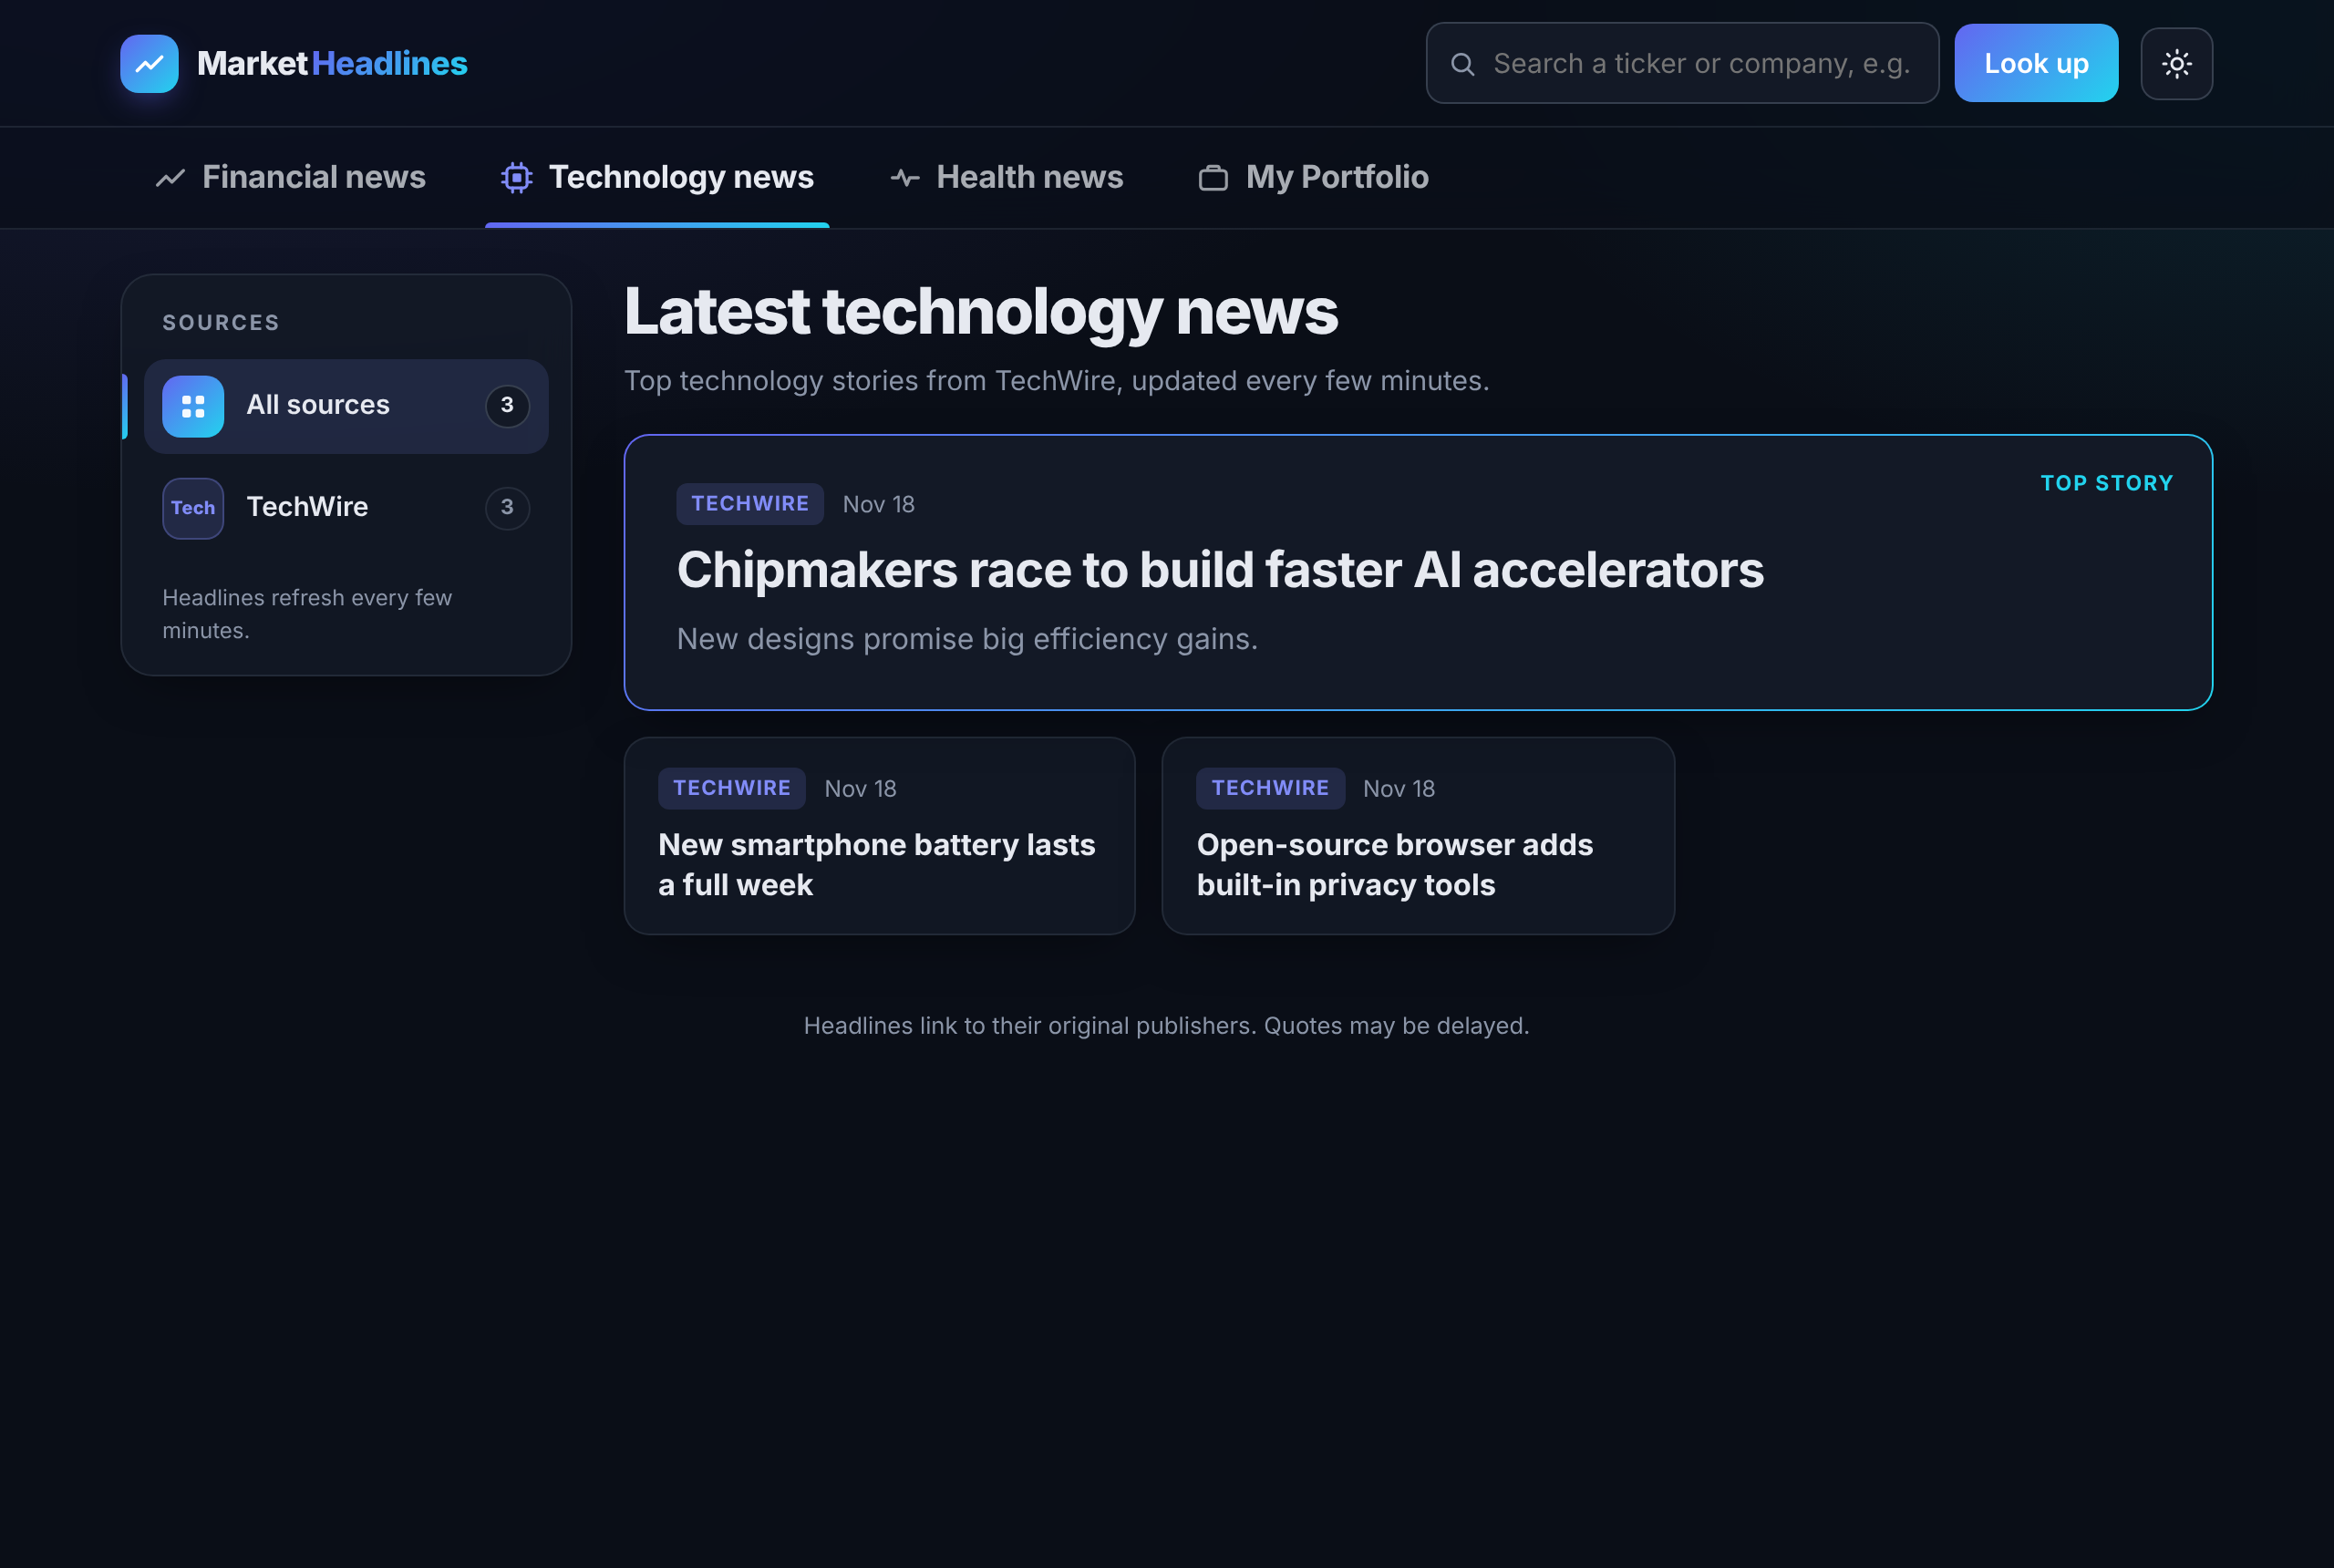 MarketHeadlines
Search a ticker or company, e.g.
Look up
Financial news
Technology news
Health news
My Portfolio
SOURCES
All sources
3
Tech
TechWire
3
Headlines refresh every few
minutes.
Latest technology news
Top technology stories from TechWire, updated every few minutes.
TECHWIRE
Nov 18
TOP STORY
Chipmakers race to build faster AI accelerators
New designs promise big efficiency gains.
TECHWIRE
Nov 18
New smartphone battery lasts
a full week
TECHWIRE
Nov 18
Open-source browser adds
built-in privacy tools
Headlines link to their original publishers. Quotes may be delayed.